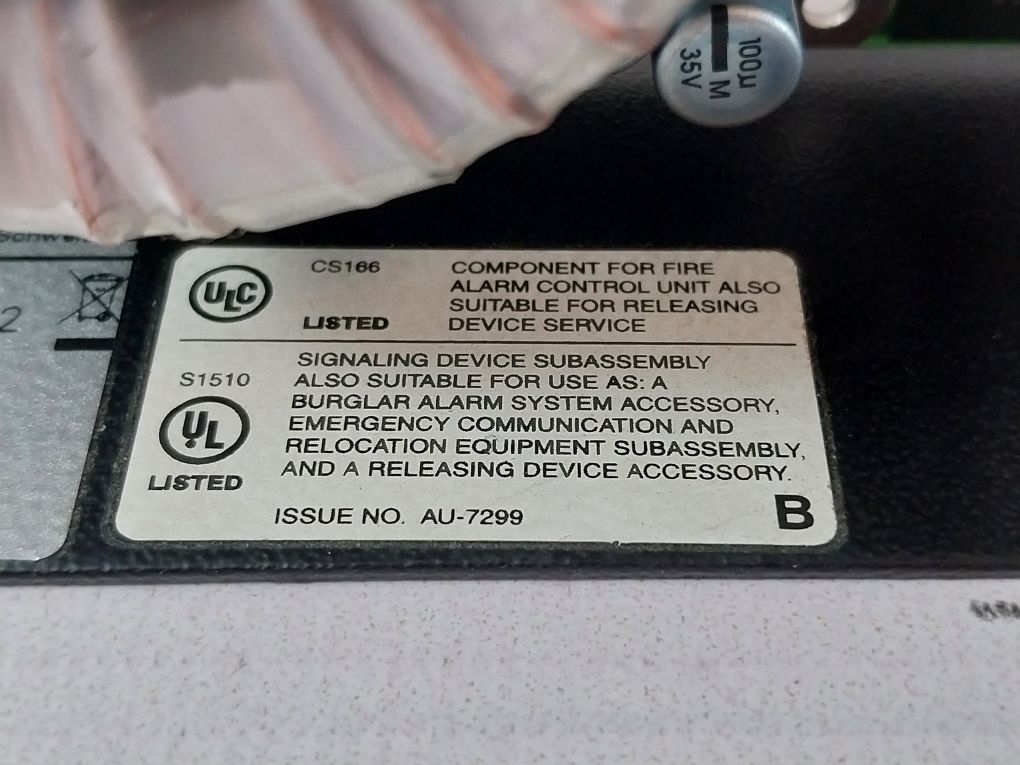 100µ
M
35V
2
ULC
CS166
LISTED
COMPONENT FOR FIRE
ALARM CONTROL UNIT ALSO
SUITABLE FOR RELEASING
DEVICE SERVICE
S1510
UL
LISTED
SIGNALING DEVICE SUBASSEMBLY
ALSO SUITABLE FOR USE AS: A
BURGLAR ALARM SYSTEM ACCESSORY,
EMERGENCY COMMUNICATION AND
RELOCATION EQUIPMENT SUBASSEMBLY,
AND A RELEASING DEVICE ACCESSORY.
ISSUE NO. AU-7299
B